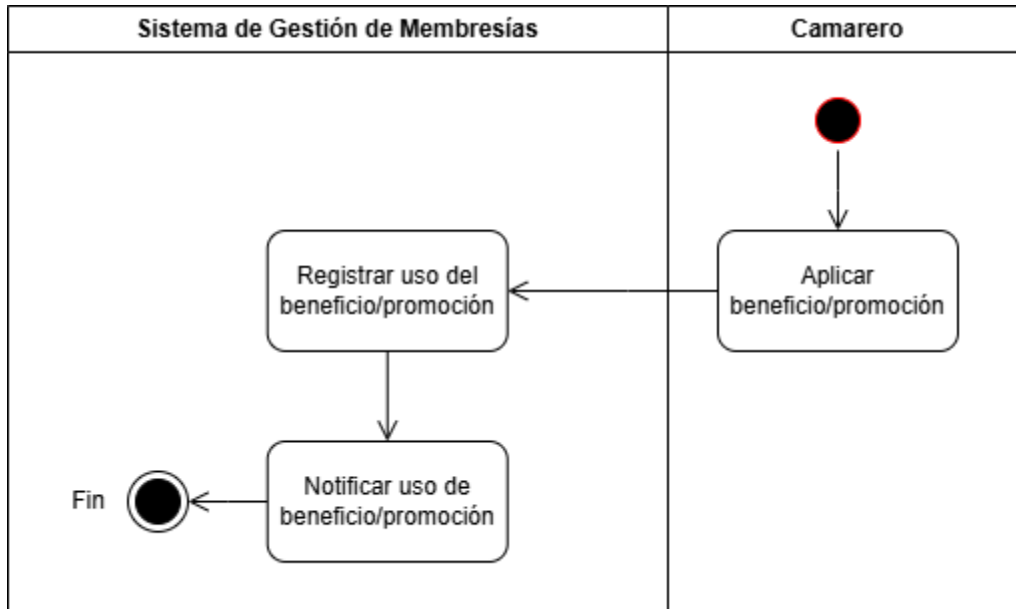 Sistema de Gestión de Membresías
Camarero
Registrar uso del
beneficio/promoción
Aplicar
beneficio/promoción
Fin
Notificar uso de
beneficio/promoción